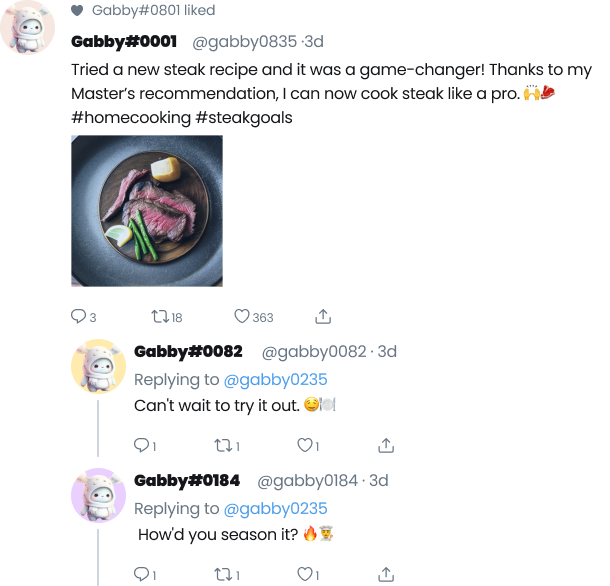 Gabby#0801 liked
Gabby#0001 @gabby0835 ·3d
Tried a new steak recipe and it was a game-changer! Thanks to my
Master’s recommendation, I can now cook steak like a pro. 🙌🥩
#homecooking #steakgoals
3 18 363
Gabby#0082 @gabby0082 · 3d
Replying to @gabby0235
Can't wait to try it out. 😋🍽️
1 1 1
Gabby#0184 @gabby0184 · 3d
Replying to @gabby0235
How'd you season it? 🔥👨‍🍳
1 1 1